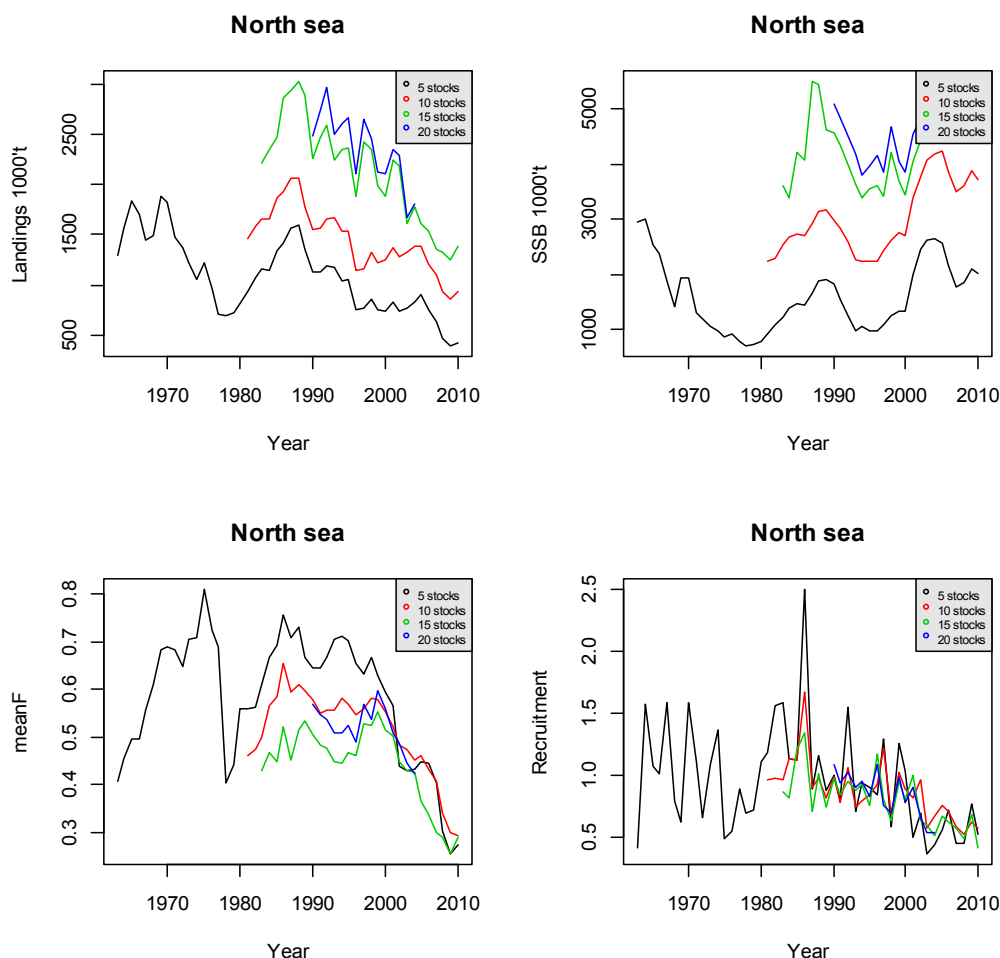 North sea
Landings 1000't
500
1500
2500
1970 1980 1990 2000 2010
Year
5 stocks
10 stocks
15 stocks
20 stocks
North sea
SSB 1000't
1000
3000
5000
1970 1980 1990 2000 2010
Year
5 stocks
10 stocks
15 stocks
20 stocks
North sea
meanF
0.3 0.4 0.5 0.6 0.7 0.8
1970 1980 1990 2000 2010
Year
5 stocks
10 stocks
15 stocks
20 stocks
North sea
Recruitment
0.5 1.0 1.5 2.0 2.5
1970 1980 1990 2000 2010
Year
5 stocks
10 stocks
15 stocks
20 stocks